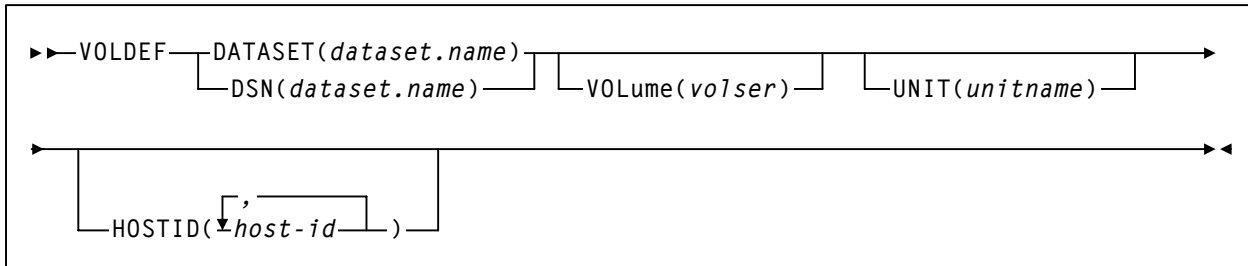 VOLDEF DATASET(dataset.name)
DSN(dataset.name) VOLume(volser) UNIT(unitname)
,
HOSTID( host-id )